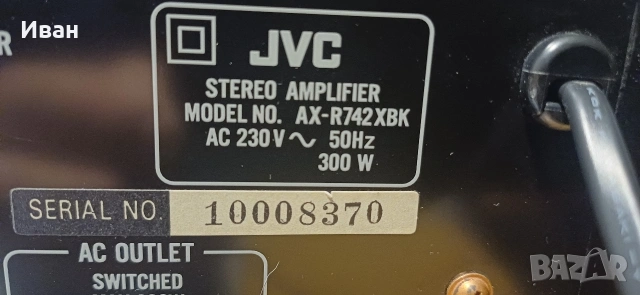 Иван
R
JVC
STEREO AMPLIFIER
MODEL NO. AX-R742XBK
AC 230V ~ 50Hz
300 W
SERIAL NO. 10008370
AC OUTLET
SWITCHED
BAZAR